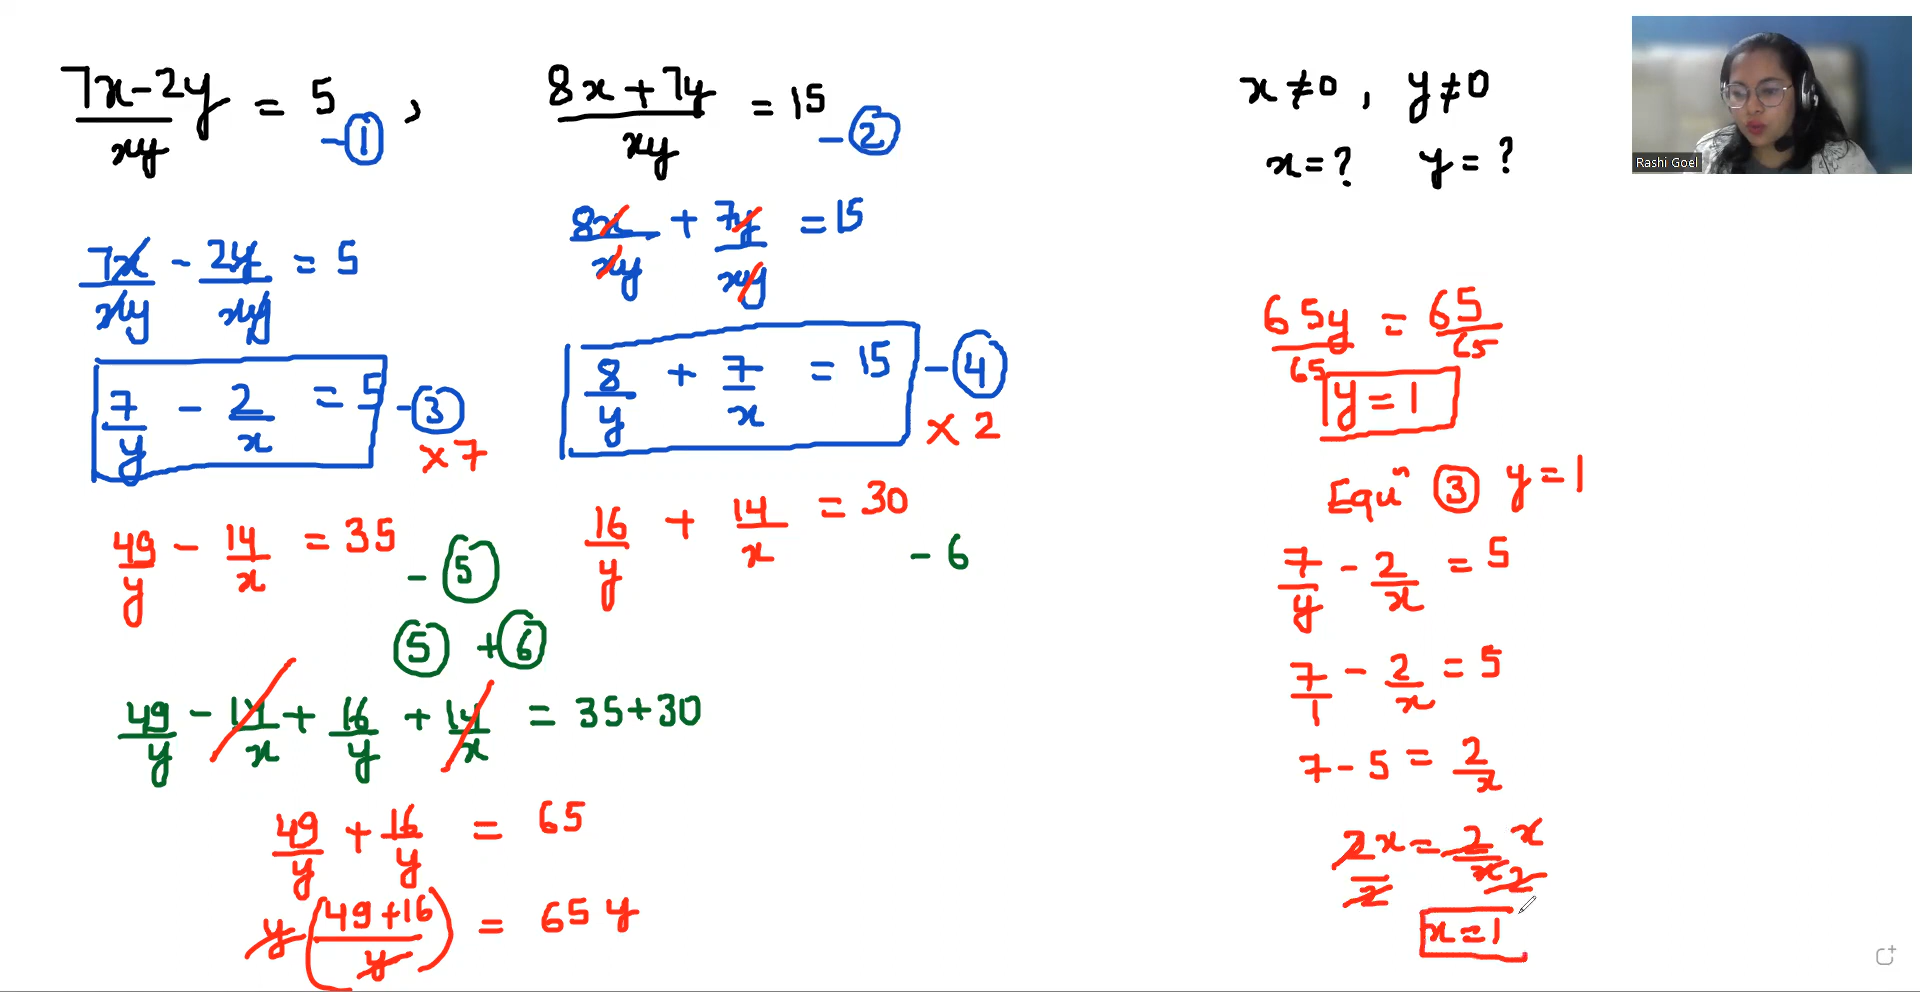 7x-2y/xy = 5 -①,
8x+7y/xy = 15 -②
x≠0, y≠0
x=? y=?
Rashi Goel
7x/xy - 2y/xy = 5
8x/xy + 7y/xy = 15
7/y - 2/x = 5 -③
×7
8/y + 7/x = 15 -④
×2
49/y - 14/x = 35 -⑤
16/y + 14/x = 30 -6
⑤ +⑥
49/y - 14/x + 16/y + 14/x = 35+30
49/y + 16/y = 65
y(49+16/y) = 65y
65y/65 = 65/65
y=1
Equⁿ ③ y=1
7/y - 2/x = 5
7/1 - 2/x = 5
7-5 = 2/x
2x/2 = 2/x x/2
x=1